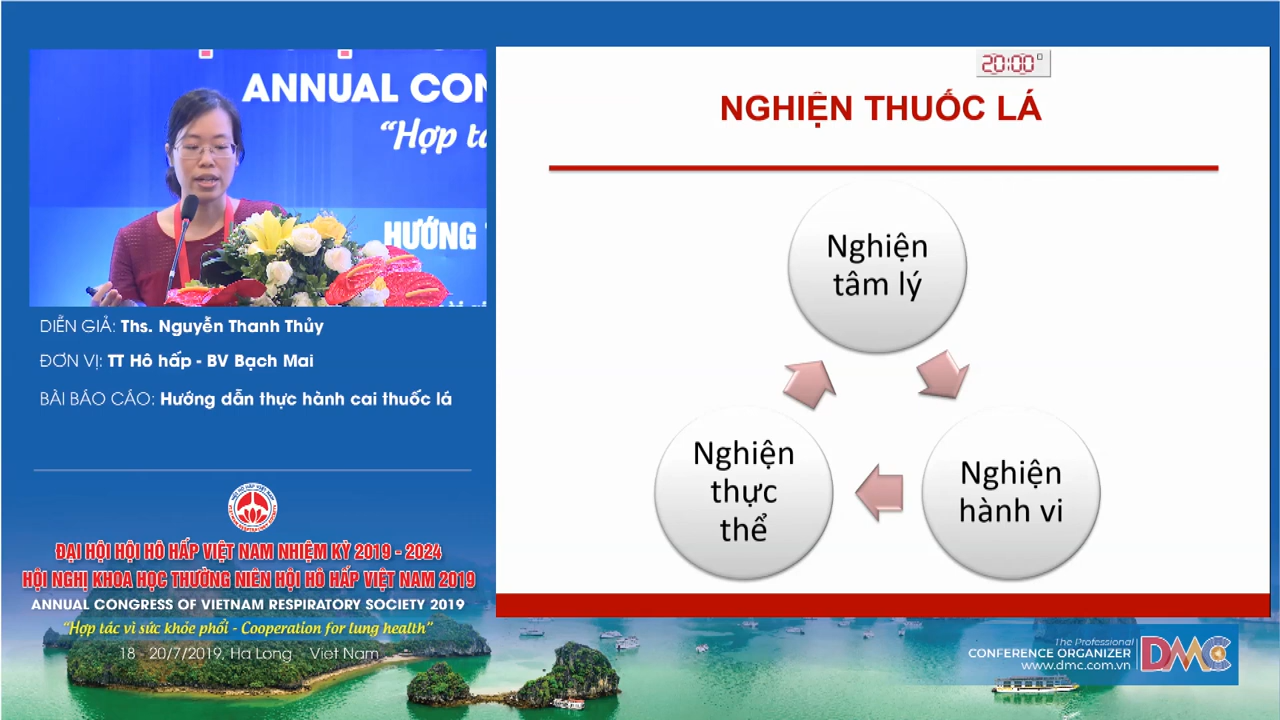 ANNUAL CON
“Hợp tá
HƯỚNG
DIỄN GIẢ: Ths. Nguyễn Thanh Thủy
ĐƠN VỊ: TT Hô hấp - BV Bạch Mai
BÀI BÁO CÁO: Hướng dẫn thực hành cai thuốc lá
ĐẠI HỘI HỘI HÔ HẤP VIỆT NAM NHIỆM KỲ 2019 - 2024
HỘI NGHỊ KHOA HỌC THƯỜNG NIÊN HỘI HÔ HẤP VIỆT NAM 2019
ANNUAL CONGRESS OF VIETNAM RESPIRATORY SOCIETY 2019
“Hợp tác vì sức khỏe phổi - Cooperation for lung health”
18 - 20/7/2019, Ha Long Viet Nam
20:00
NGHIỆN THUỐC LÁ
Nghiện
tâm lý
Nghiện
thực
thể
Nghiện
hành vi
The Professional
CONFERENCE ORGANIZER
www.dmc.com.vn
DMC